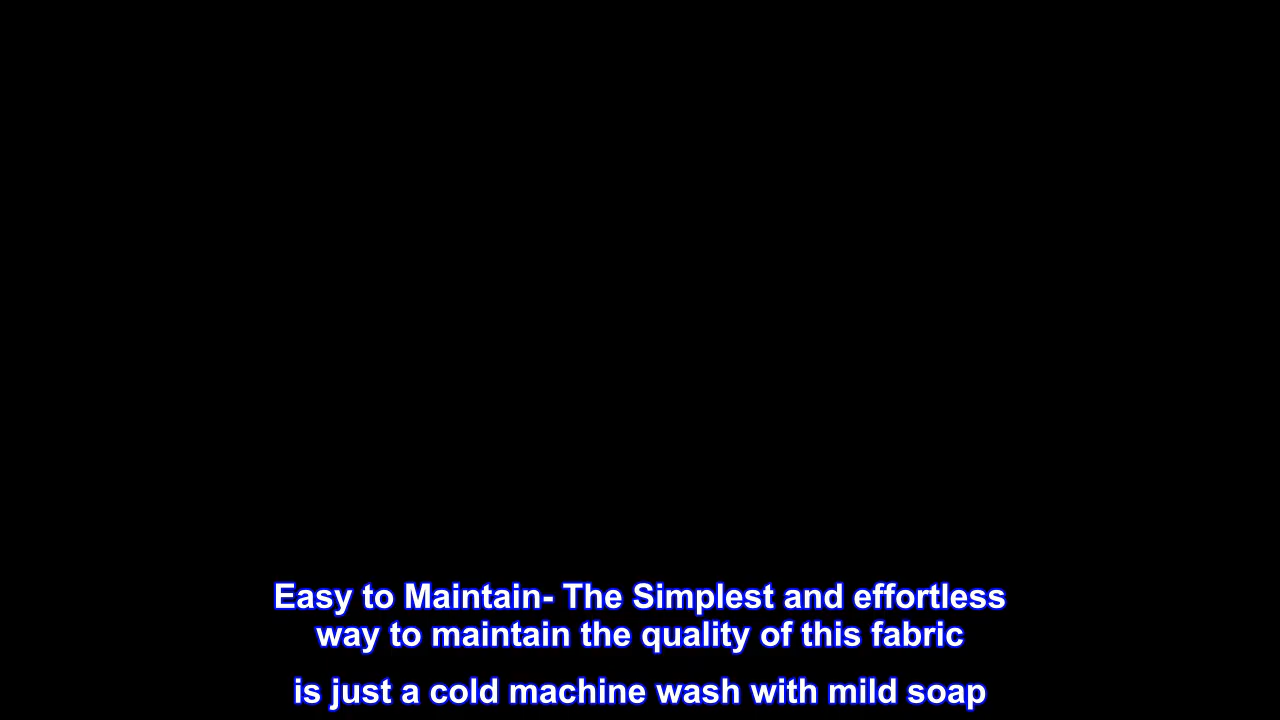 Easy to Maintain- The Simplest and effortless
way to maintain the quality of this fabric
is just a cold machine wash with mild soap